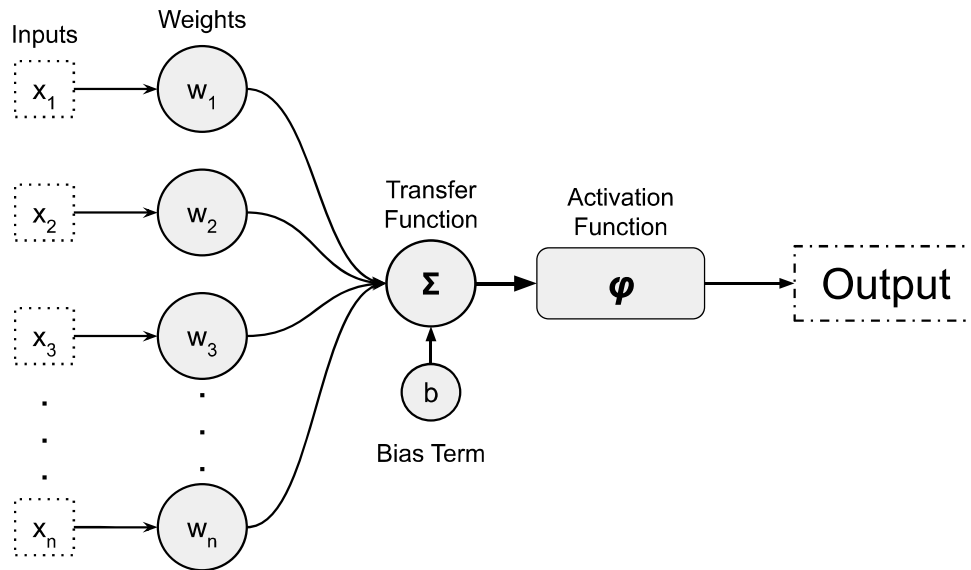 Inputs
Weights
x1
w1
x2
w2
Transfer
Function
Activation
Function
Σ
φ
Output
x3
w3
b
Bias Term
xn
wn